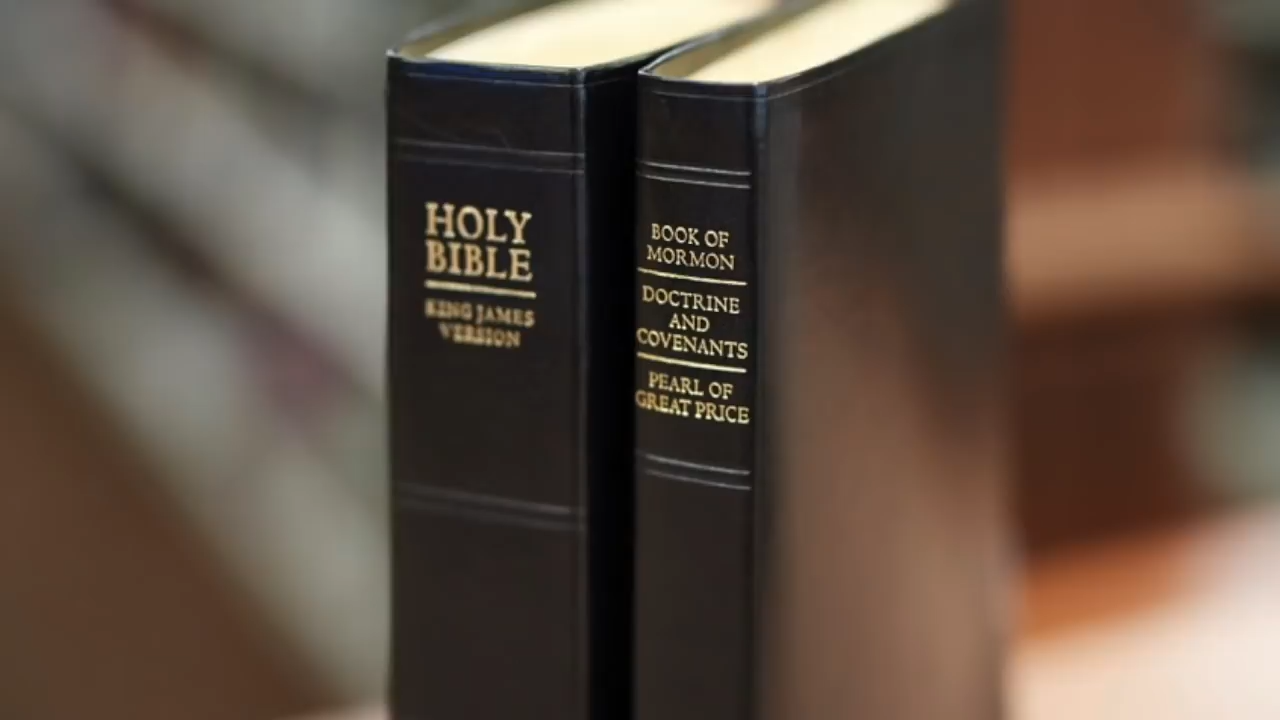 HOLY
BIBLE
KING JAMES
VERSION
BOOK OF
MORMON
DOCTRINE
AND
COVENANTS
PEARL OF
GREAT PRICE